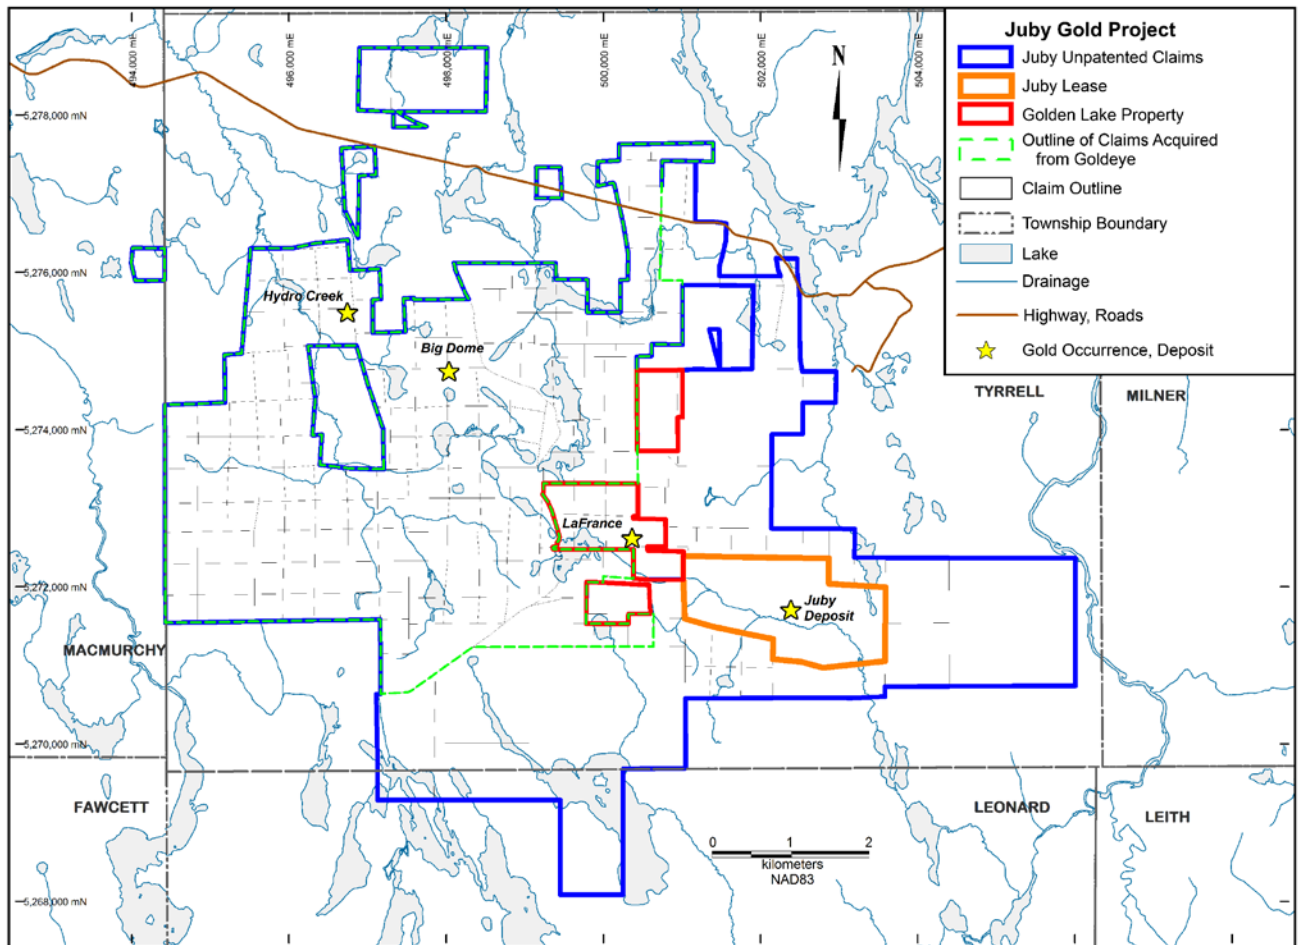 494,000 mE
496,000 mE
498,000 mE
500,000 mE
502,000 mE
504,000 mE
N
Juby Gold Project
Juby Unpatented Claims
Juby Lease
Golden Lake Property
Outline of Claims Acquired
from Goldeye
Claim Outline
Township Boundary
Lake
Drainage
Highway, Roads
Gold Occurrence, Deposit
5,278,000 mN
5,276,000 mN
Hydro Creek
Big Dome
TYRRELL
MILNER
5,274,000 mN
LaFrance
5,272,000 mN
Juby
Deposit
MACMURCHY
5,270,000 mN
FAWCETT
LEONARD
LEITH
0 1 2
kilometers
NAD83
5,268,000 mN